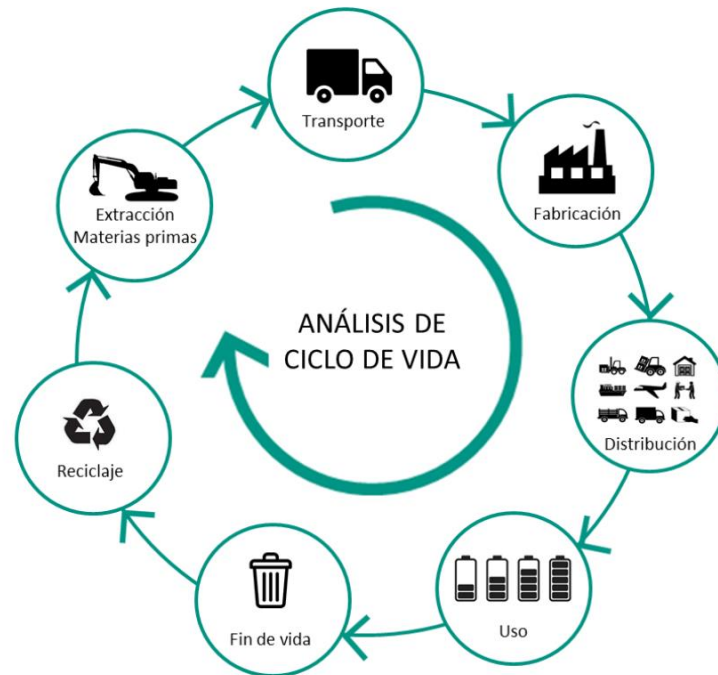 Transporte
Fabricación
Distribución
Uso
Fin de vida
Reciclaje
Extracción
Materias primas
ANÁLISIS DE
CICLO DE VIDA